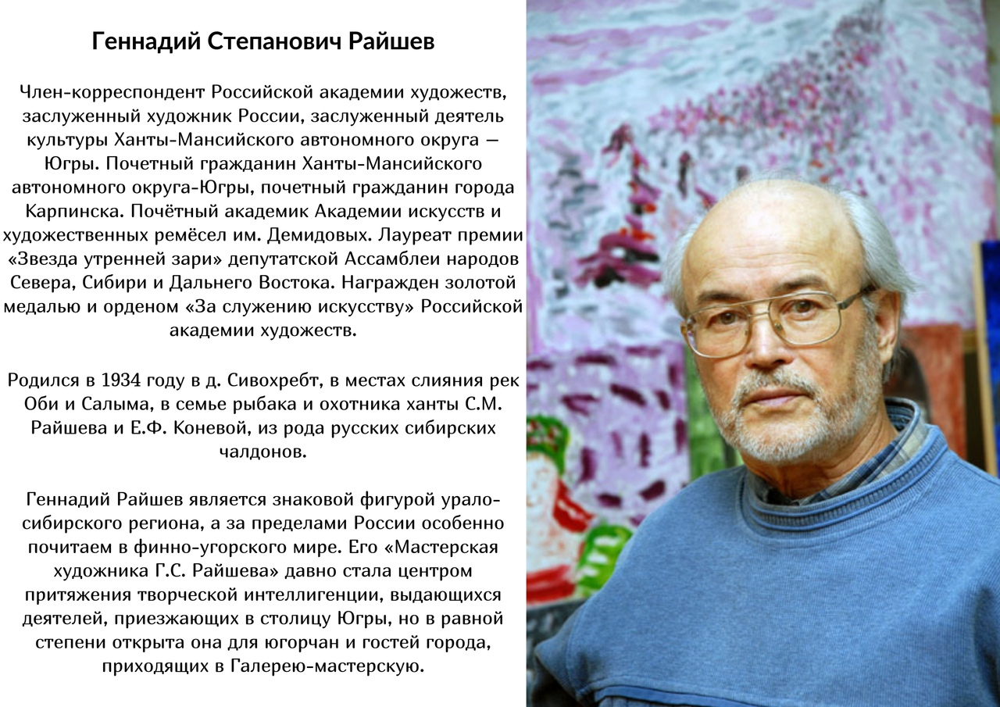 Геннадий Степанович Райшев
Член-корреспондент Российской академии художеств,
заслуженный художник России, заслуженный деятель
культуры Ханты-Мансийского автономного округа –
Югры. Почетный гражданин Ханты-Мансийского
автономного округа-Югры, почетный гражданин города
Карпинска. Почётный академик Академии искусств и
художественных ремёсел им. Демидовых. Лауреат премии
«Звезда утренней зари» депутатской Ассамблеи народов
Севера, Сибири и Дальнего Востока. Награжден золотой
медалью и орденом «За служению искусству» Российской
академии художеств.
Родился в 1934 году в д. Сивохребт, в местах слияния рек
Оби и Салыма, в семье рыбака и охотника ханты С.М.
Райшева и Е.Ф. Коневой, из рода русских сибирских
чалдонов.
Геннадий Райшев является знаковой фигурой урало-
сибирского региона, а за пределами России особенно
почитаем в финно-угорского мире. Его «Мастерская
художника Г.С. Райшева» давно стала центром
притяжения творческой интеллигенции, выдающихся
деятелей, приезжающих в столицу Югры, но в равной
степени открыта она для югорчан и гостей города,
приходящих в Галерею-мастерскую.